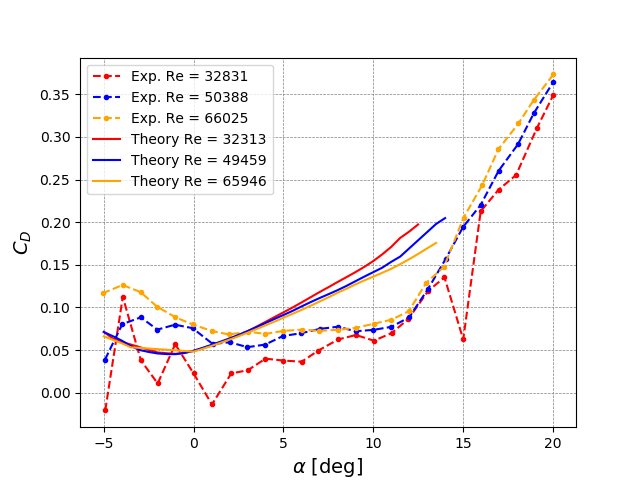 Exp. Re = 32831
Exp. Re = 50388
Exp. Re = 66025
Theory Re = 32313
Theory Re = 49459
Theory Re = 65946
0.35
0.30
0.25
0.20
0.15
0.10
0.05
0.00
C_D
−5 0 5 10 15 20
α [deg]